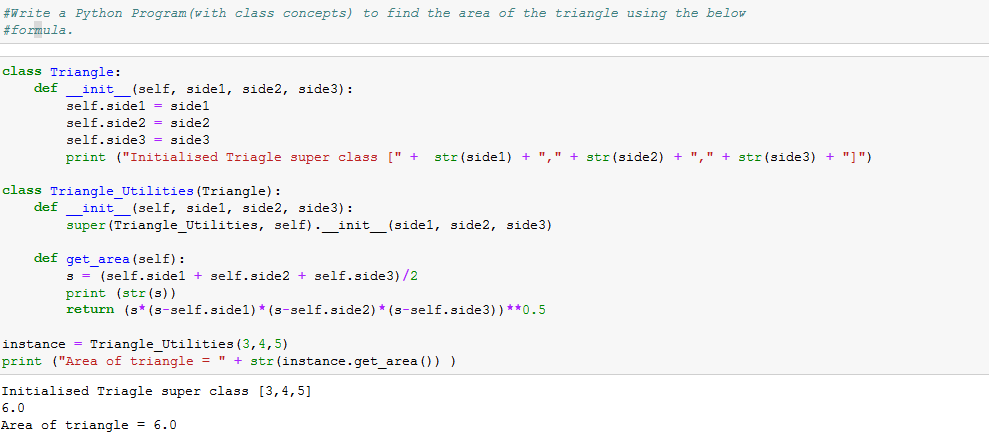 #Write a Python Program(with class concepts) to find the area of the triangle using the below
#formula.
class Triangle:
    def __init__(self, side1, side2, side3):
        self.side1 = side1
        self.side2 = side2
        self.side3 = side3
        print ("Initialised Triagle super class [" +  str(side1) + "," + str(side2) + "," + str(side3) + "]")
class Triangle_Utilities(Triangle):
    def __init__(self, side1, side2, side3):
        super(Triangle_Utilities, self).__init__(side1, side2, side3)
    def get_area(self):
        s = (self.side1 + self.side2 + self.side3)/2
        print (str(s))
        return (s*(s-self.side1)*(s-self.side2)*(s-self.side3))**0.5
instance = Triangle_Utilities(3,4,5)
print ("Area of triangle = " + str(instance.get_area()) )
Initialised Triagle super class [3,4,5]
6.0
Area of triangle = 6.0